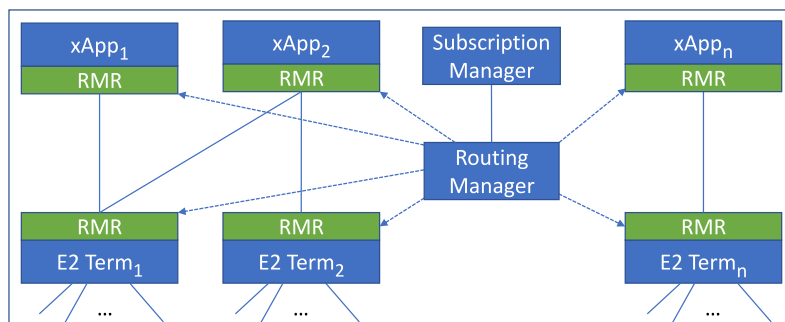 xApp₁
RMR
xApp₂
RMR
Subscription
Manager
xAppₙ
RMR
Routing
Manager
RMR
E2 Term₁
RMR
E2 Term₂
RMR
E2 Termₙ
...
...
...